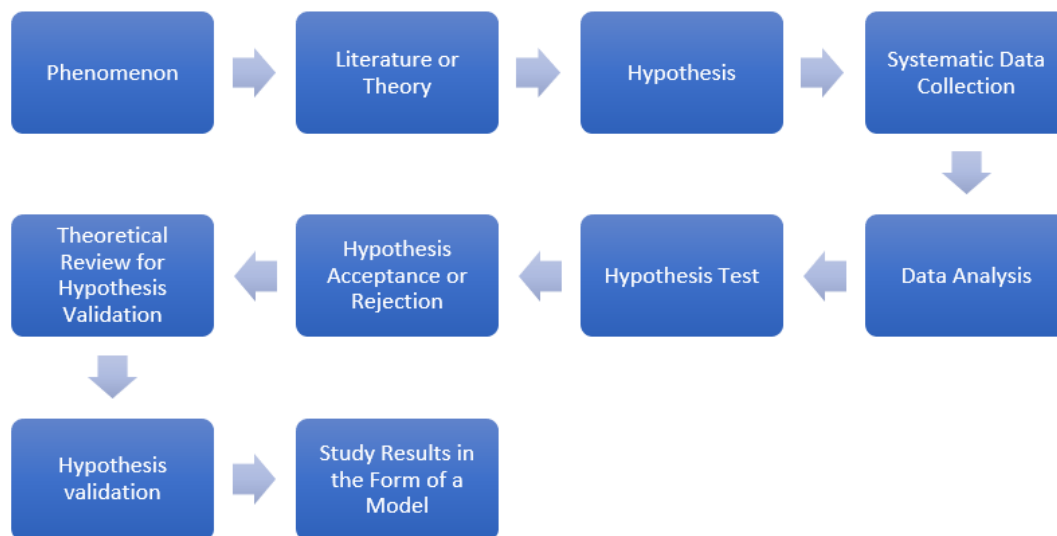 Phenomenon
Literature or
Theory
Hypothesis
Systematic Data
Collection
Data Analysis
Hypothesis Test
Hypothesis
Acceptance or
Rejection
Theoretical
Review for
Hypothesis
Validation
Hypothesis
validation
Study Results in
the Form of a
Model